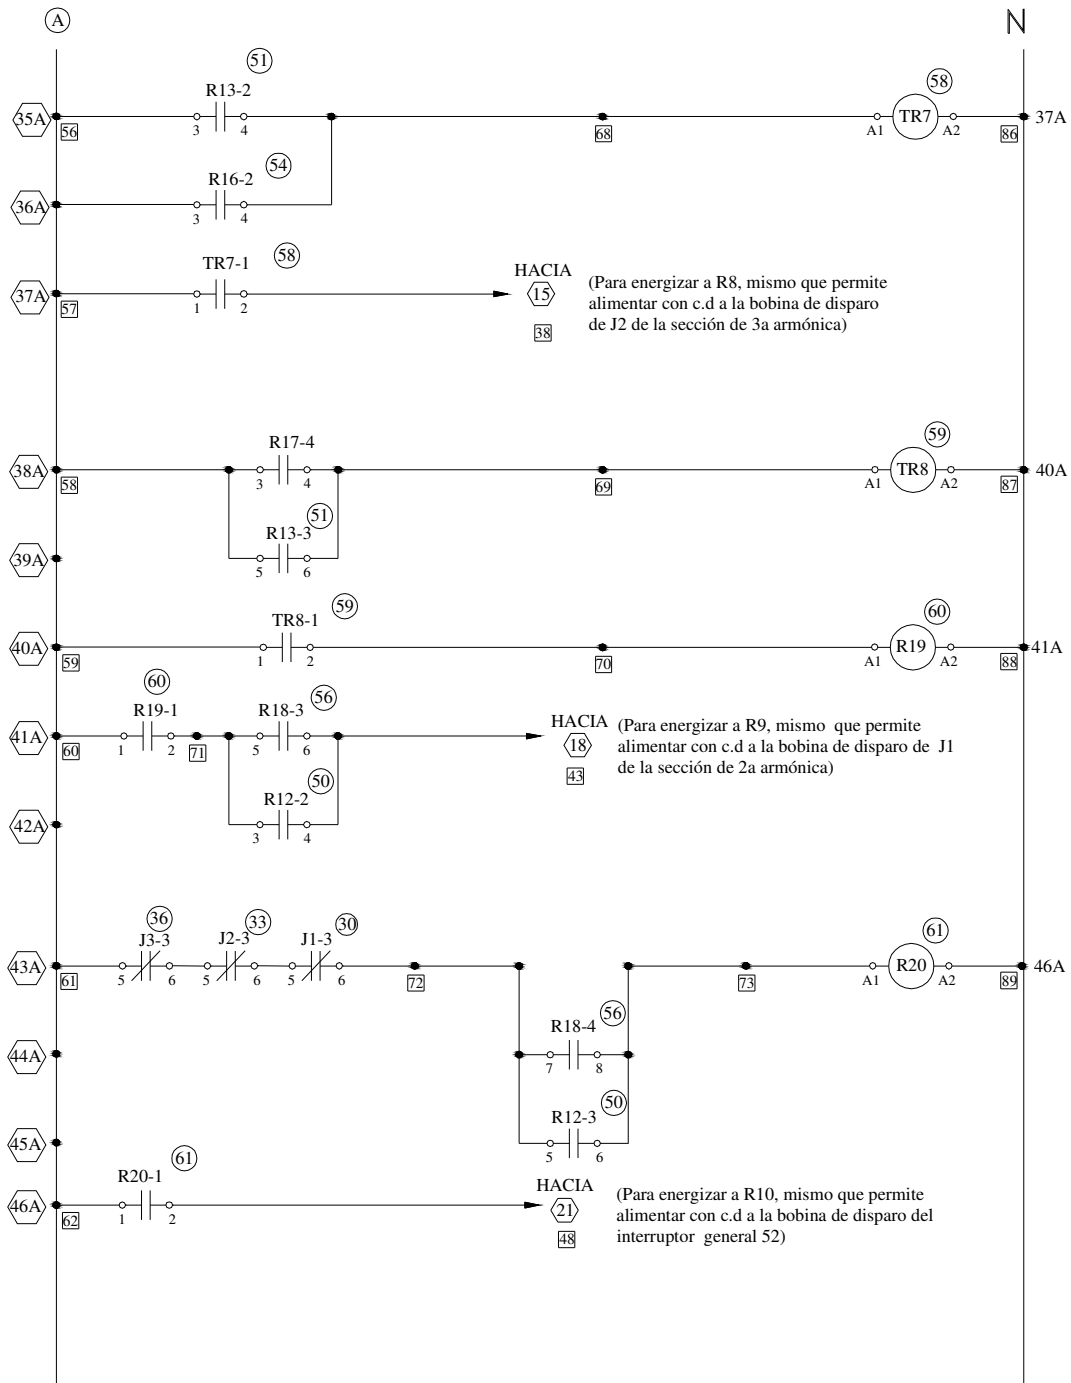 A N
51
R13-2 58
35A 56 3 4 68 A1 TR7 A2 86 37A
54
R16-2
36A 3 4
58
TR7-1
37A 57 1 2
HACIA
15
38
(Para energizar a R8, mismo que permite
alimentar con c.d a la bobina de disparo
de J2 de la sección de 3a armónica)
R17-4 59
38A 58 3 4 69 A1 TR8 A2 87 40A
51
R13-3
39A 5 6
59
TR8-1 60
40A 59 1 2 70 A1 R19 A2 88 41A
60 56
R19-1 R18-3
41A 60 1 2 71 5 6
HACIA
18
43
(Para energizar a R9, mismo que permite
alimentar con c.d a la bobina de disparo de J1
de la sección de 2a armónica)
50
R12-2
42A 3 4
36 33 30
J3-3 J2-3 J1-3 61
43A 61 5 6 5 6 5 6 72 73 A1 R20 A2 89 46A
56
R18-4
44A 7 8
50
R12-3
45A 5 6
61
R20-1
46A 62 1 2
HACIA
21
48
(Para energizar a R10, mismo que permite
alimentar con c.d a la bobina de disparo del
interruptor general 52)